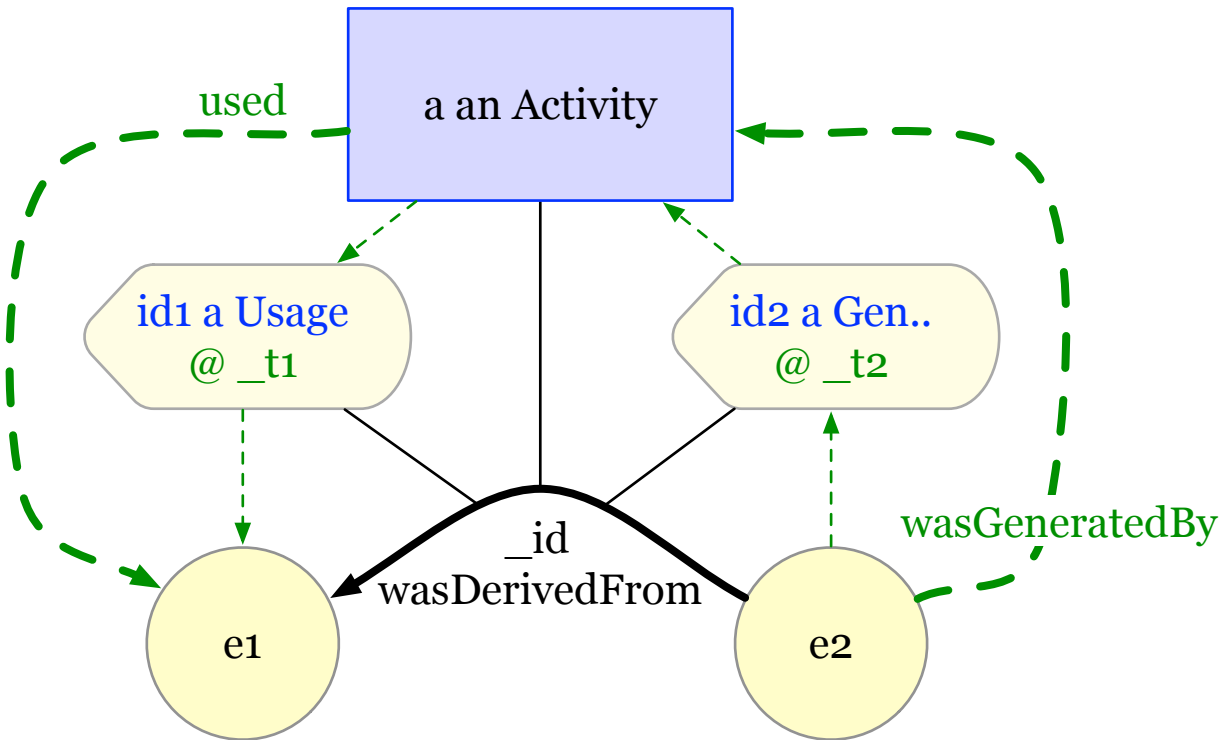 used
a an Activity
id1 a Usage
@ _t1
id2 a Gen..
@ _t2
wasGeneratedBy
_id
wasDerivedFrom
e1
e2